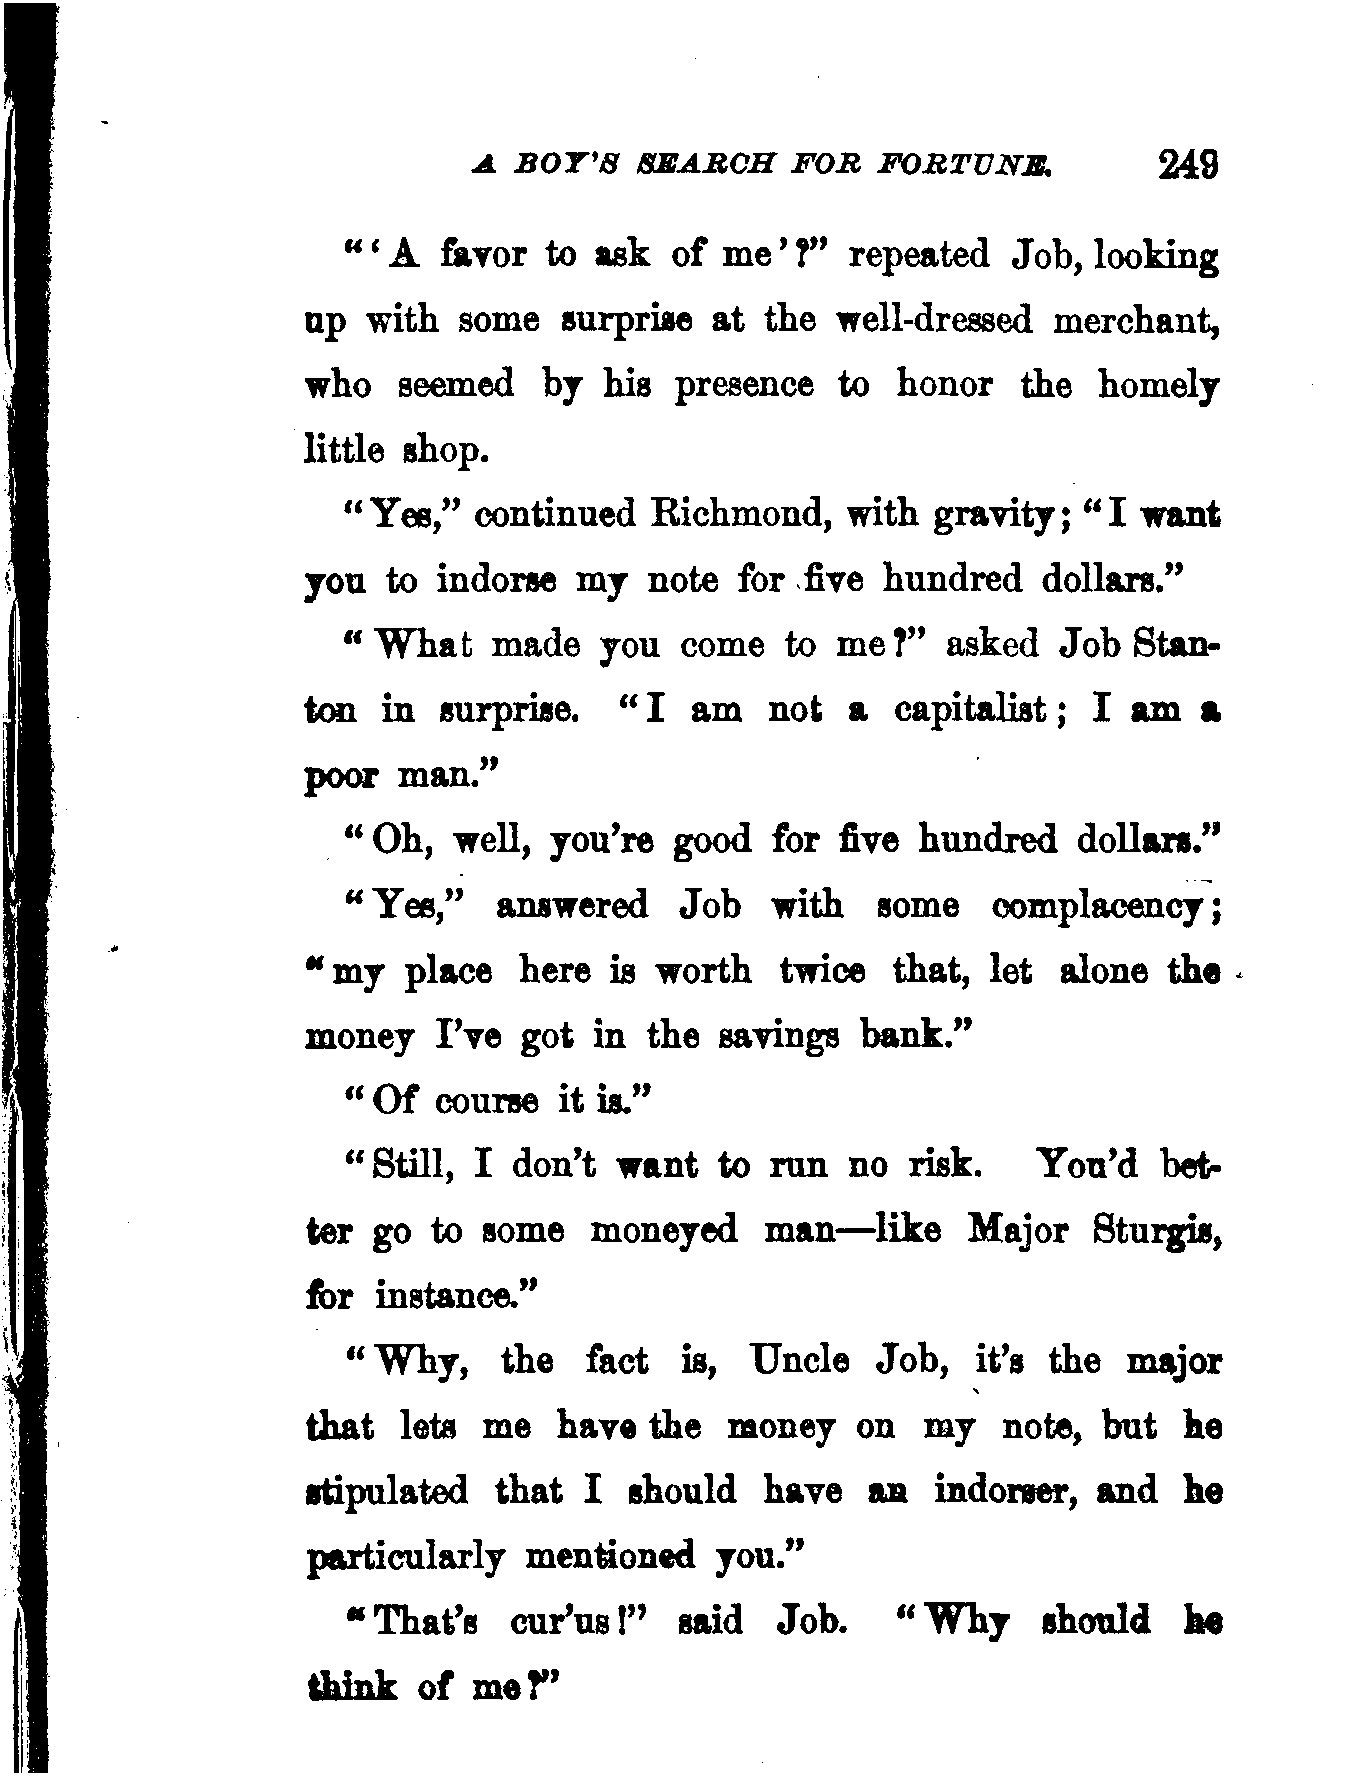 A BOY'S SEARCH FOR FORTUNE. 249
"'A favor to ask of me'?" repeated Job, looking
up with some surprise at the well-dressed merchant,
who seemed by his presence to honor the homely
little shop.
"Yes," continued Richmond, with gravity; "I want
you to indorse my note for five hundred dollars."
"What made you come to me?" asked Job Stan-
ton in surprise. "I am not a capitalist; I am a
poor man."
"Oh, well, you're good for five hundred dollars."
"Yes," answered Job with some complacency;
"my place here is worth twice that, let alone the
money I've got in the savings bank."
"Of course it is."
"Still, I don't want to run no risk. You'd bet-
ter go to some moneyed man—like Major Sturgis,
for instance."
"Why, the fact is, Uncle Job, it's the major
that lets me have the money on my note, but he
stipulated that I should have an indorser, and he
particularly mentioned you."
"That's cur'us!" said Job. "Why should he
think of me?"